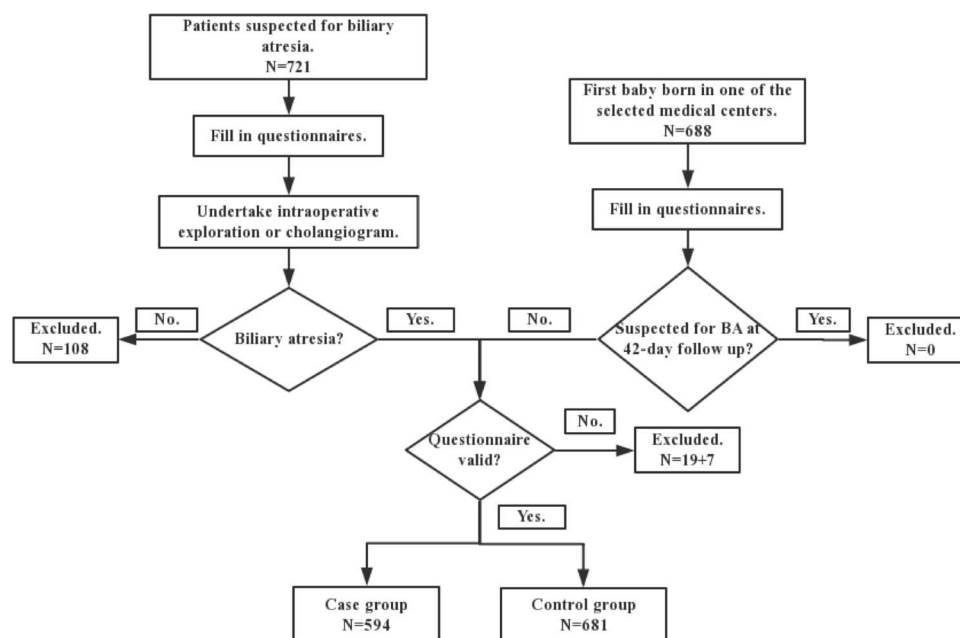 Patients suspected for biliary
atresia.
N=721
First baby born in one of the
selected medical centers.
N=688
Fill in questionnaires.
Fill in questionnaires.
Undertake intraoperative
exploration or cholangiogram.
No.
Yes.
No.
Yes.
Excluded.
N=108
Biliary atresia?
Suspected for BA at
42-day follow up?
Excluded.
N=0
No.
Questionnaire
valid?
Excluded.
N=19+7
Yes.
Case group
N=594
Control group
N=681